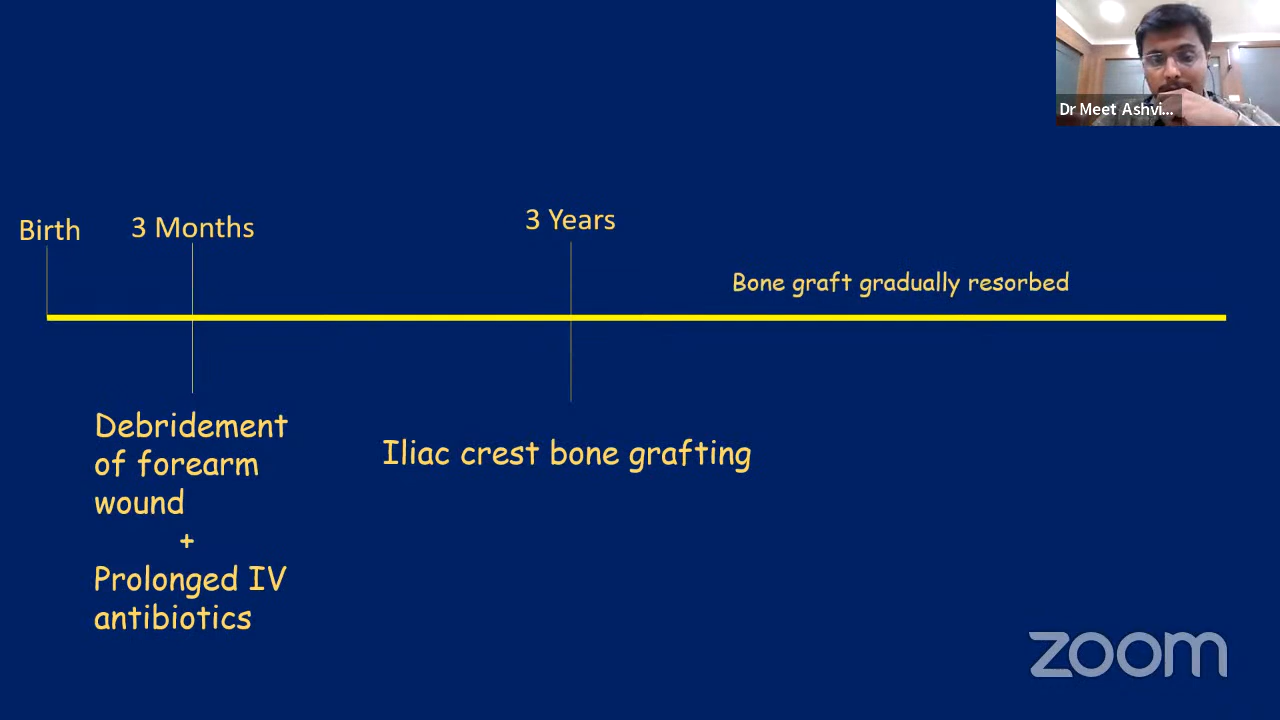 Dr Meet Ashvi...
Birth
3 Months
3 Years
Bone graft gradually resorbed
Debridement
of forearm
wound
+
Prolonged IV
antibiotics
Iliac crest bone grafting
zoom